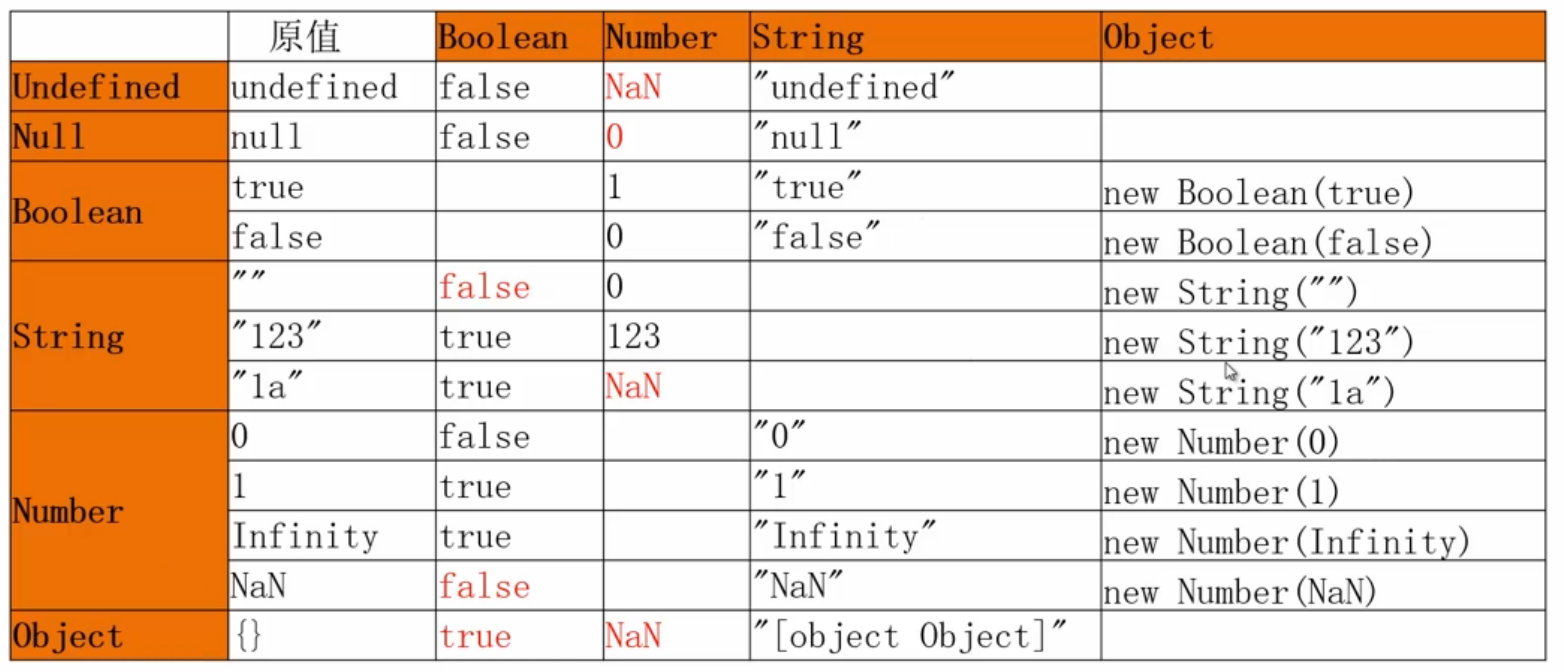 原值 Boolean Number String Object
Undefined undefined false NaN "undefined"
Null null false 0 "null"
Boolean true 1 "true" new Boolean(true)
false 0 "false" new Boolean(false)
String "" false 0 new String("")
"123" true 123 new String("123")
"1a" true NaN new String("1a")
Number 0 false "0" new Number(0)
1 true "1" new Number(1)
Infinity true "Infinity" new Number(Infinity)
NaN false "NaN" new Number(NaN)
Object {} true NaN "[object Object]"